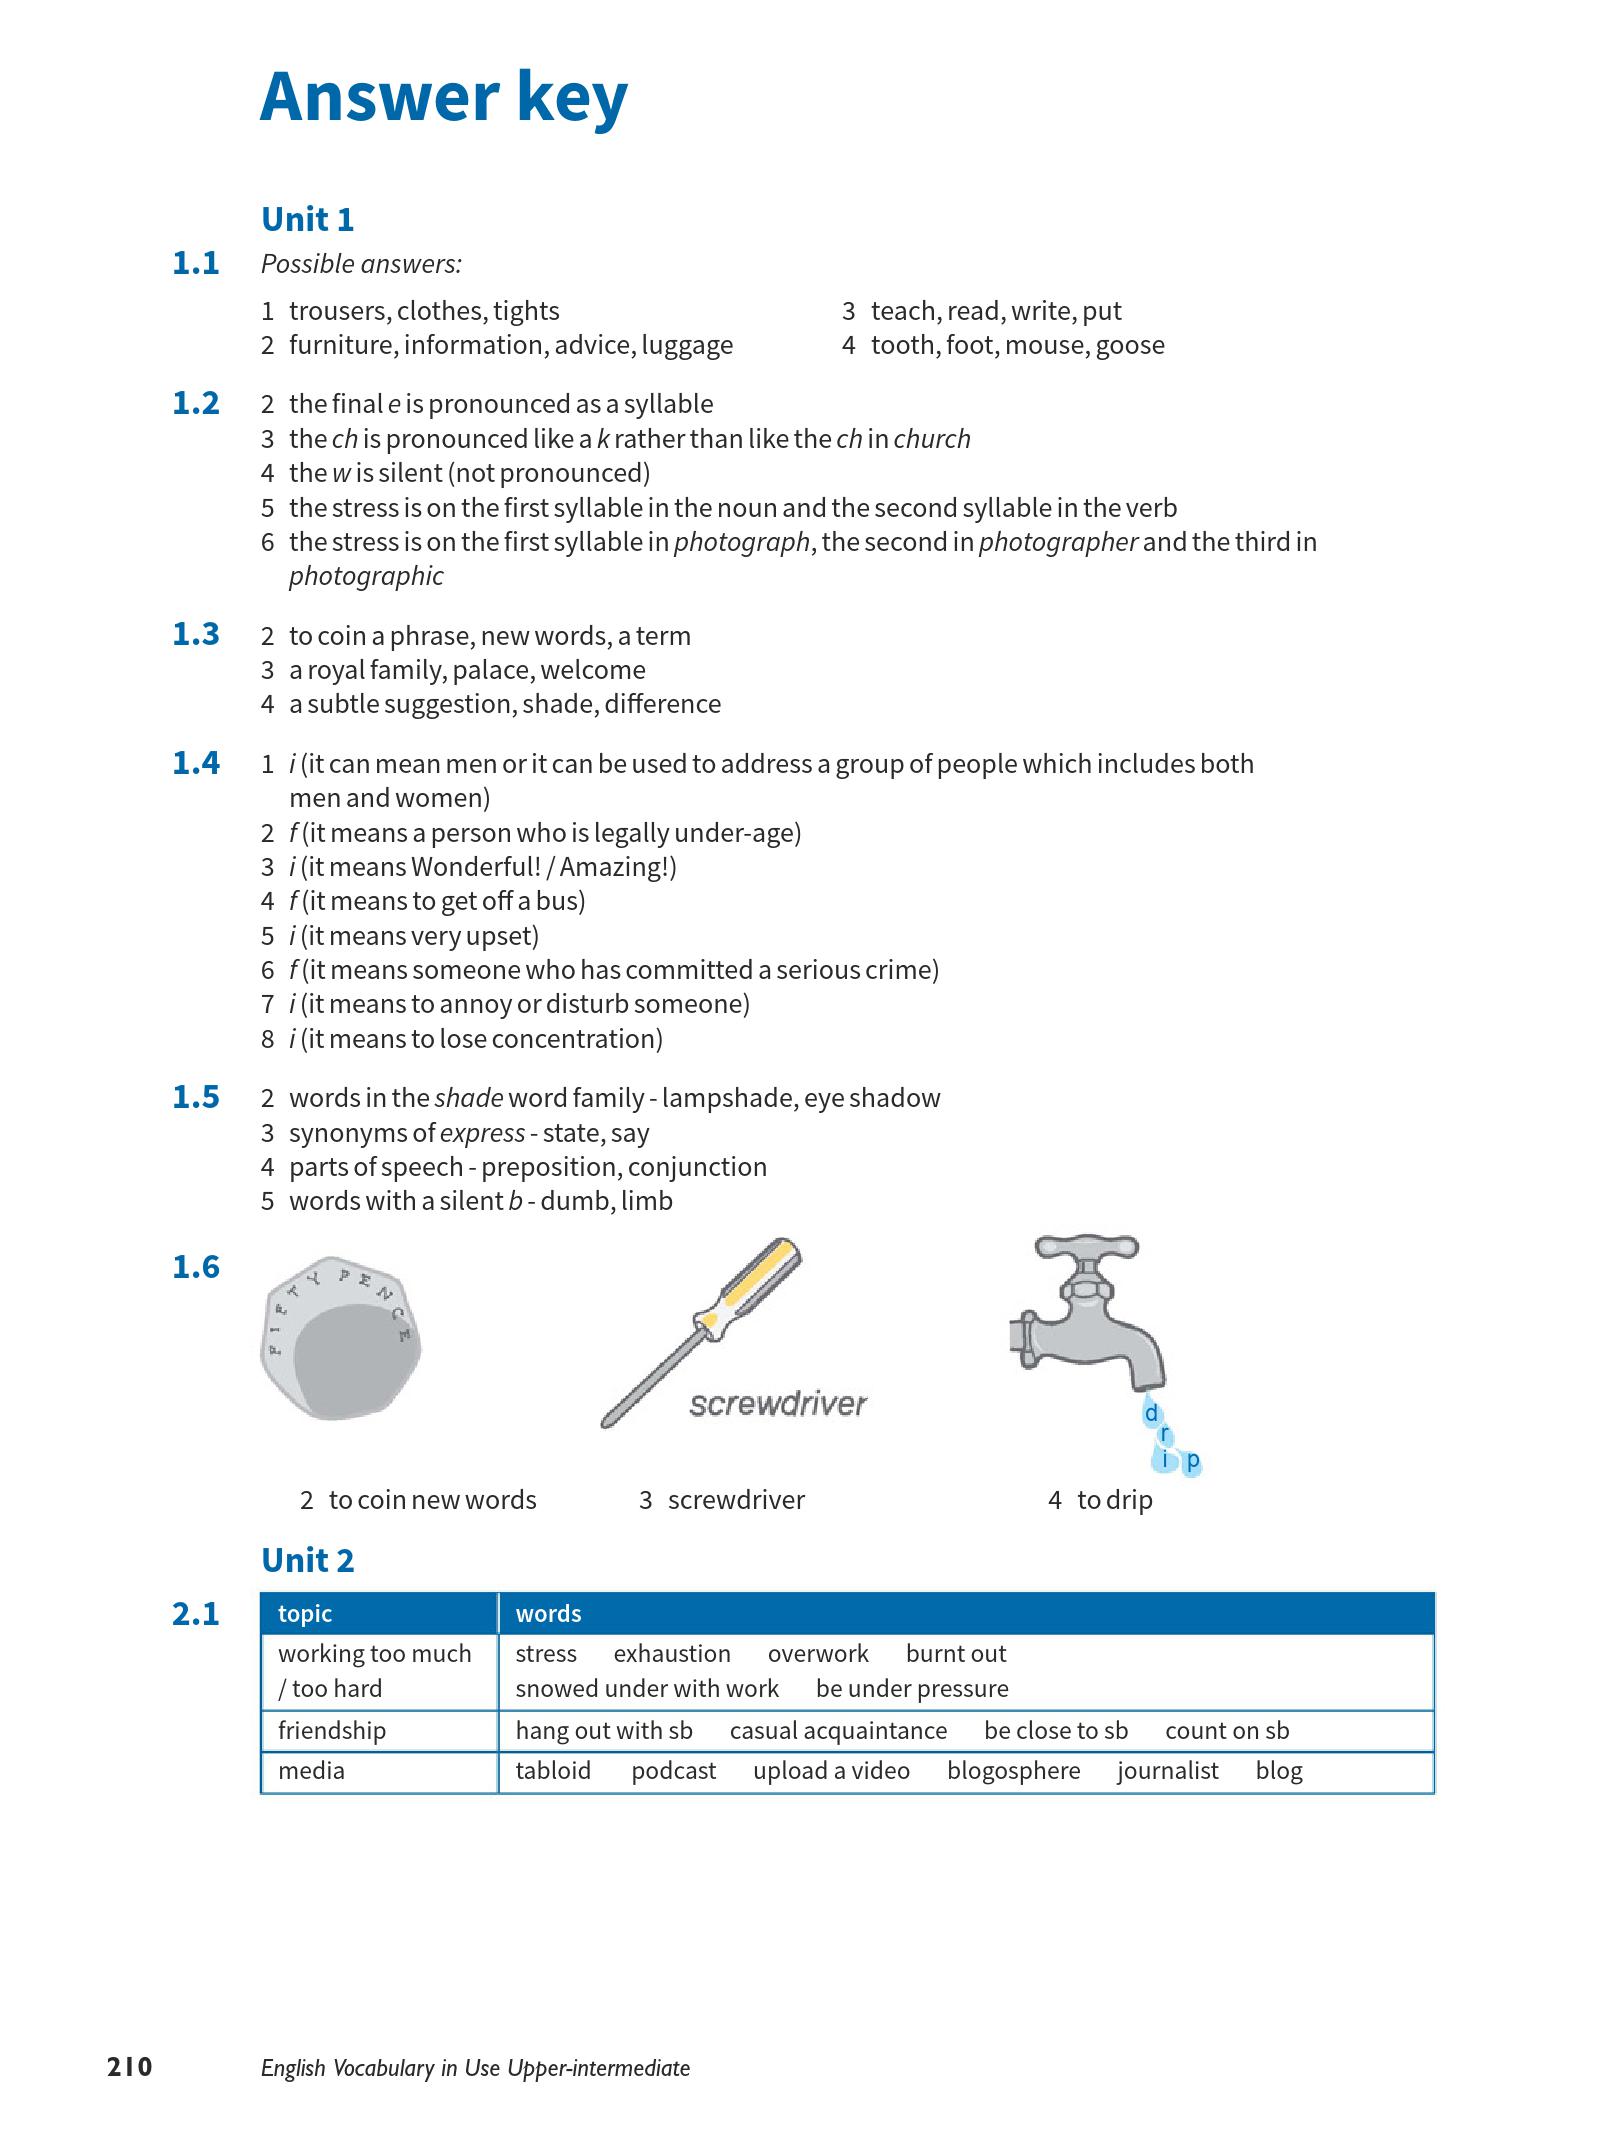 Answer key
Unit 1
1.1 Possible answers:
1 trousers, clothes, tights
2 furniture, information, advice, luggage
3 teach, read, write, put
4 tooth, foot, mouse, goose
1.2 2 the final e is pronounced as a syllable
3 the ch is pronounced like a k rather than like the ch in church
4 the w is silent (not pronounced)
5 the stress is on the first syllable in the noun and the second syllable in the verb
6 the stress is on the first syllable in photograph, the second in photographer and the third in
photographic
1.3 2 to coin a phrase, new words, a term
3 a royal family, palace, welcome
4 a subtle suggestion, shade, difference
1.4 1 i (it can mean men or it can be used to address a group of people which includes both
men and women)
2 f (it means a person who is legally under-age)
3 i (it means Wonderful! / Amazing!)
4 f (it means to get off a bus)
5 i (it means very upset)
6 f (it means someone who has committed a serious crime)
7 i (it means to annoy or disturb someone)
8 i (it means to lose concentration)
1.5 2 words in the shade word family - lampshade, eye shadow
3 synonyms of express - state, say
4 parts of speech - preposition, conjunction
5 words with a silent b - dumb, limb
1.6
FIFTY PENCE
screwdriver
drip
2 to coin new words 3 screwdriver 4 to drip
Unit 2
2.1 topic words
working too much stress exhaustion overwork burnt out
/ too hard snowed under with work be under pressure
friendship hang out with sb casual acquaintance be close to sb count on sb
media tabloid podcast upload a video blogosphere journalist blog
210 English Vocabulary in Use Upper-intermediate